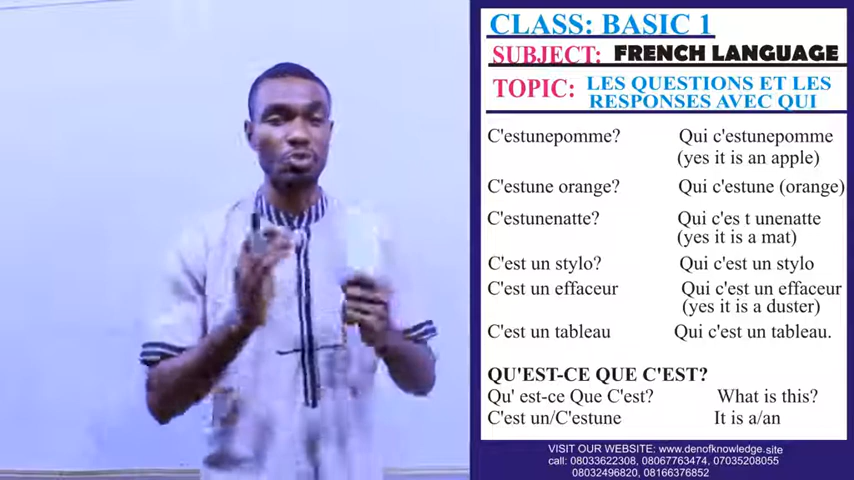 CLASS: BASIC 1
SUBJECT: FRENCH LANGUAGE
TOPIC: LES QUESTIONS ET LES
RESPONSES AVEC QUI
C'estunepomme? Qui c'estunepomme
(yes it is an apple)
C'estune orange? Qui c'estune (orange)
C'estunenatte? Qui c'es t unenatte
(yes it is a mat)
C'est un stylo? Qui c'est un stylo
C'est un effaceur Qui c'est un effaceur
(yes it is a duster)
C'est un tableau Qui c'est un tableau.
QU'EST-CE QUE C'EST?
Qu' est-ce Que C'est? What is this?
C'est un/C'estune It is a/an
VISIT OUR WEBSITE: www.denofknowledge.site
call: 08033622308, 08067763474, 07035208055
08032496820, 08166376852